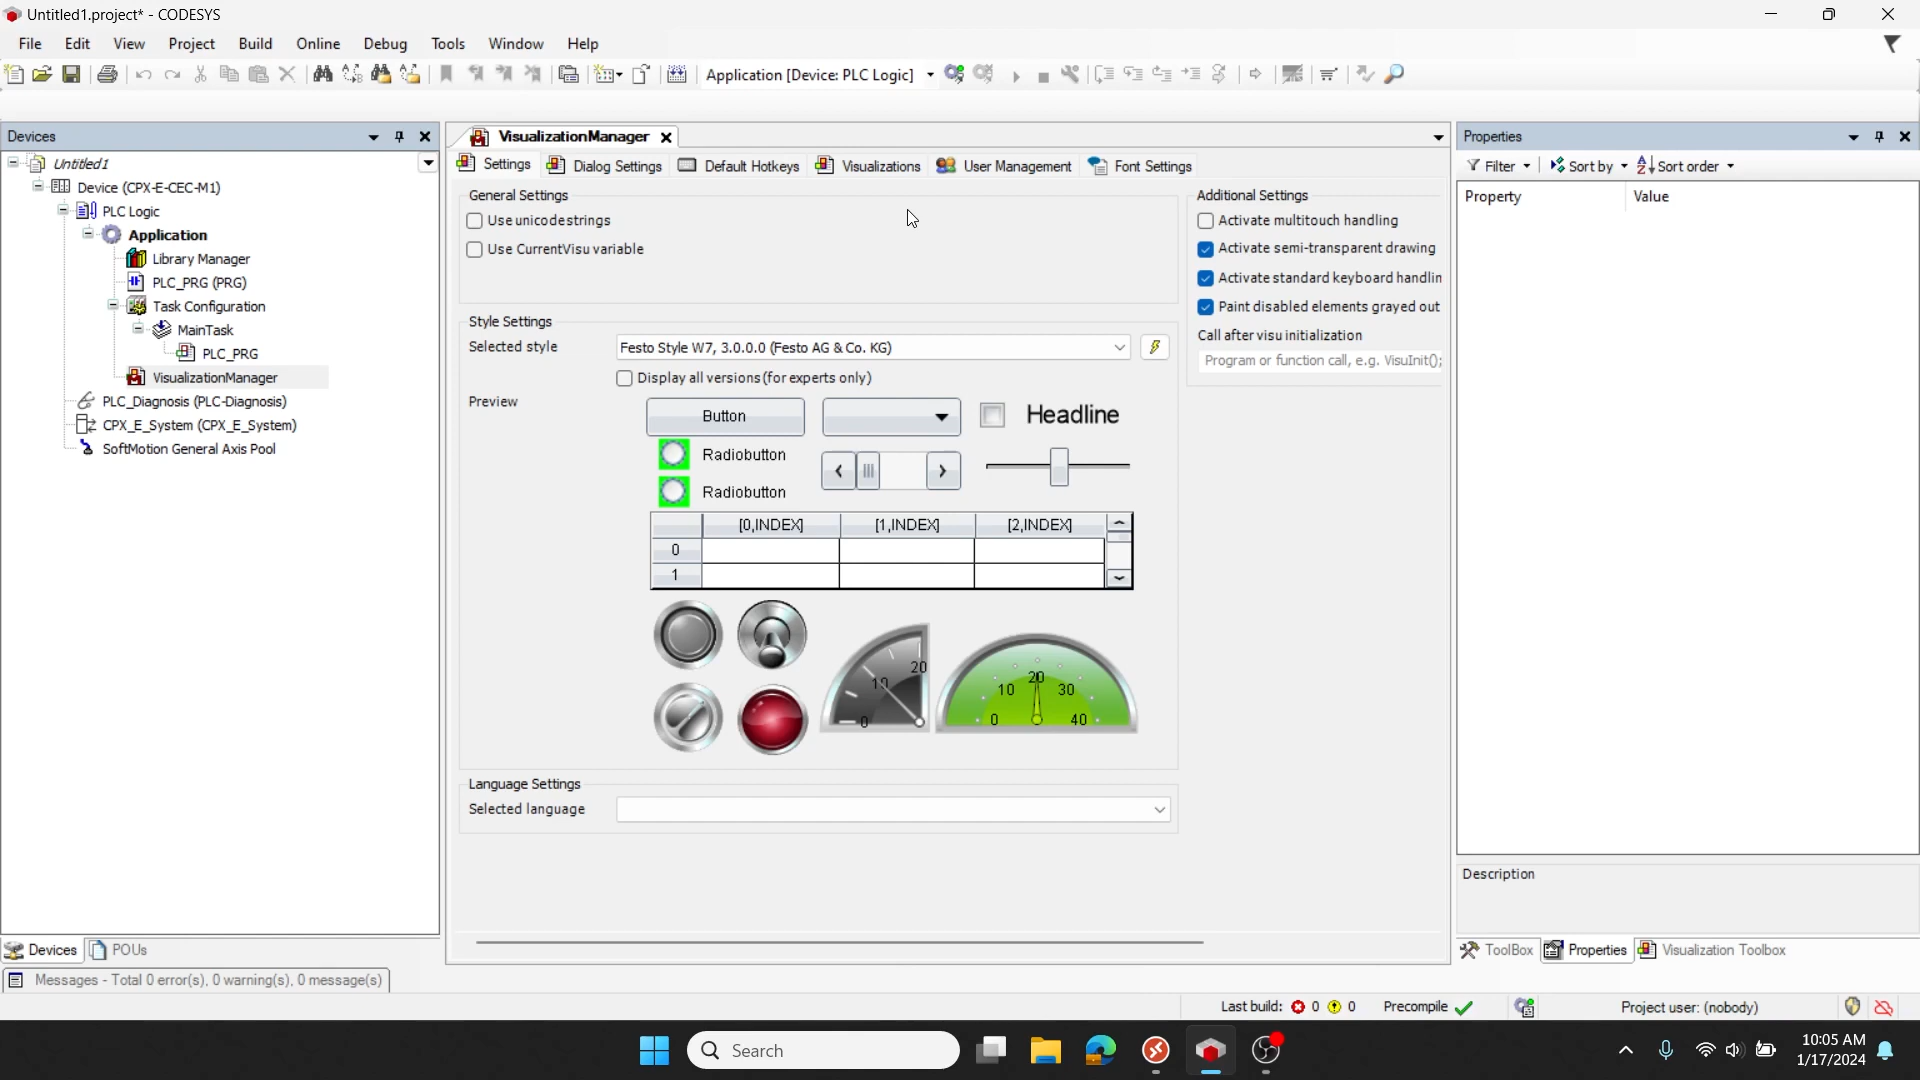 Untitled1.project* - CODESYS
File Edit View Project Build Online Debug Tools Window Help
Application [Device: PLC Logic]
Devices
Untitled1
Device (CPX-E-CEC-M1)
PLC Logic
Application
Library Manager
PLC_PRG (PRG)
Task Configuration
MainTask
PLC_PRG
VisualizationManager
PLC_Diagnosis (PLC-Diagnosis)
CPX_E_System (CPX_E_System)
SoftMotion General Axis Pool
Devices POUs
Messages - Total 0 error(s), 0 warning(s), 0 message(s)
VisualizationManager
Settings Dialog Settings Default Hotkeys Visualizations User Management Font Settings
General Settings
Use unicodestrings
Use CurrentVisu variable
Style Settings
Selected style Festo Style W7, 3.0.0.0 (Festo AG & Co. KG)
Display all versions (for experts only)
Preview
Button Headline
Radiobutton
Radiobutton
[0,INDEX] [1,INDEX] [2,INDEX]
0
1
0 10 20
0 10 20 30 40
Language Settings
Selected language
Additional Settings
Activate multitouch handling
Activate semi-transparent drawing
Activate standard keyboard handlin
Paint disabled elements grayed out
Call after visu initialization
Program or function call, e.g. VisuInit();
Properties
Filter Sort by Sort order
Property Value
Description
ToolBox Properties Visualization Toolbox
Last build: 0 0 Precompile Project user: (nobody)
Search
10:05 AM
1/17/2024